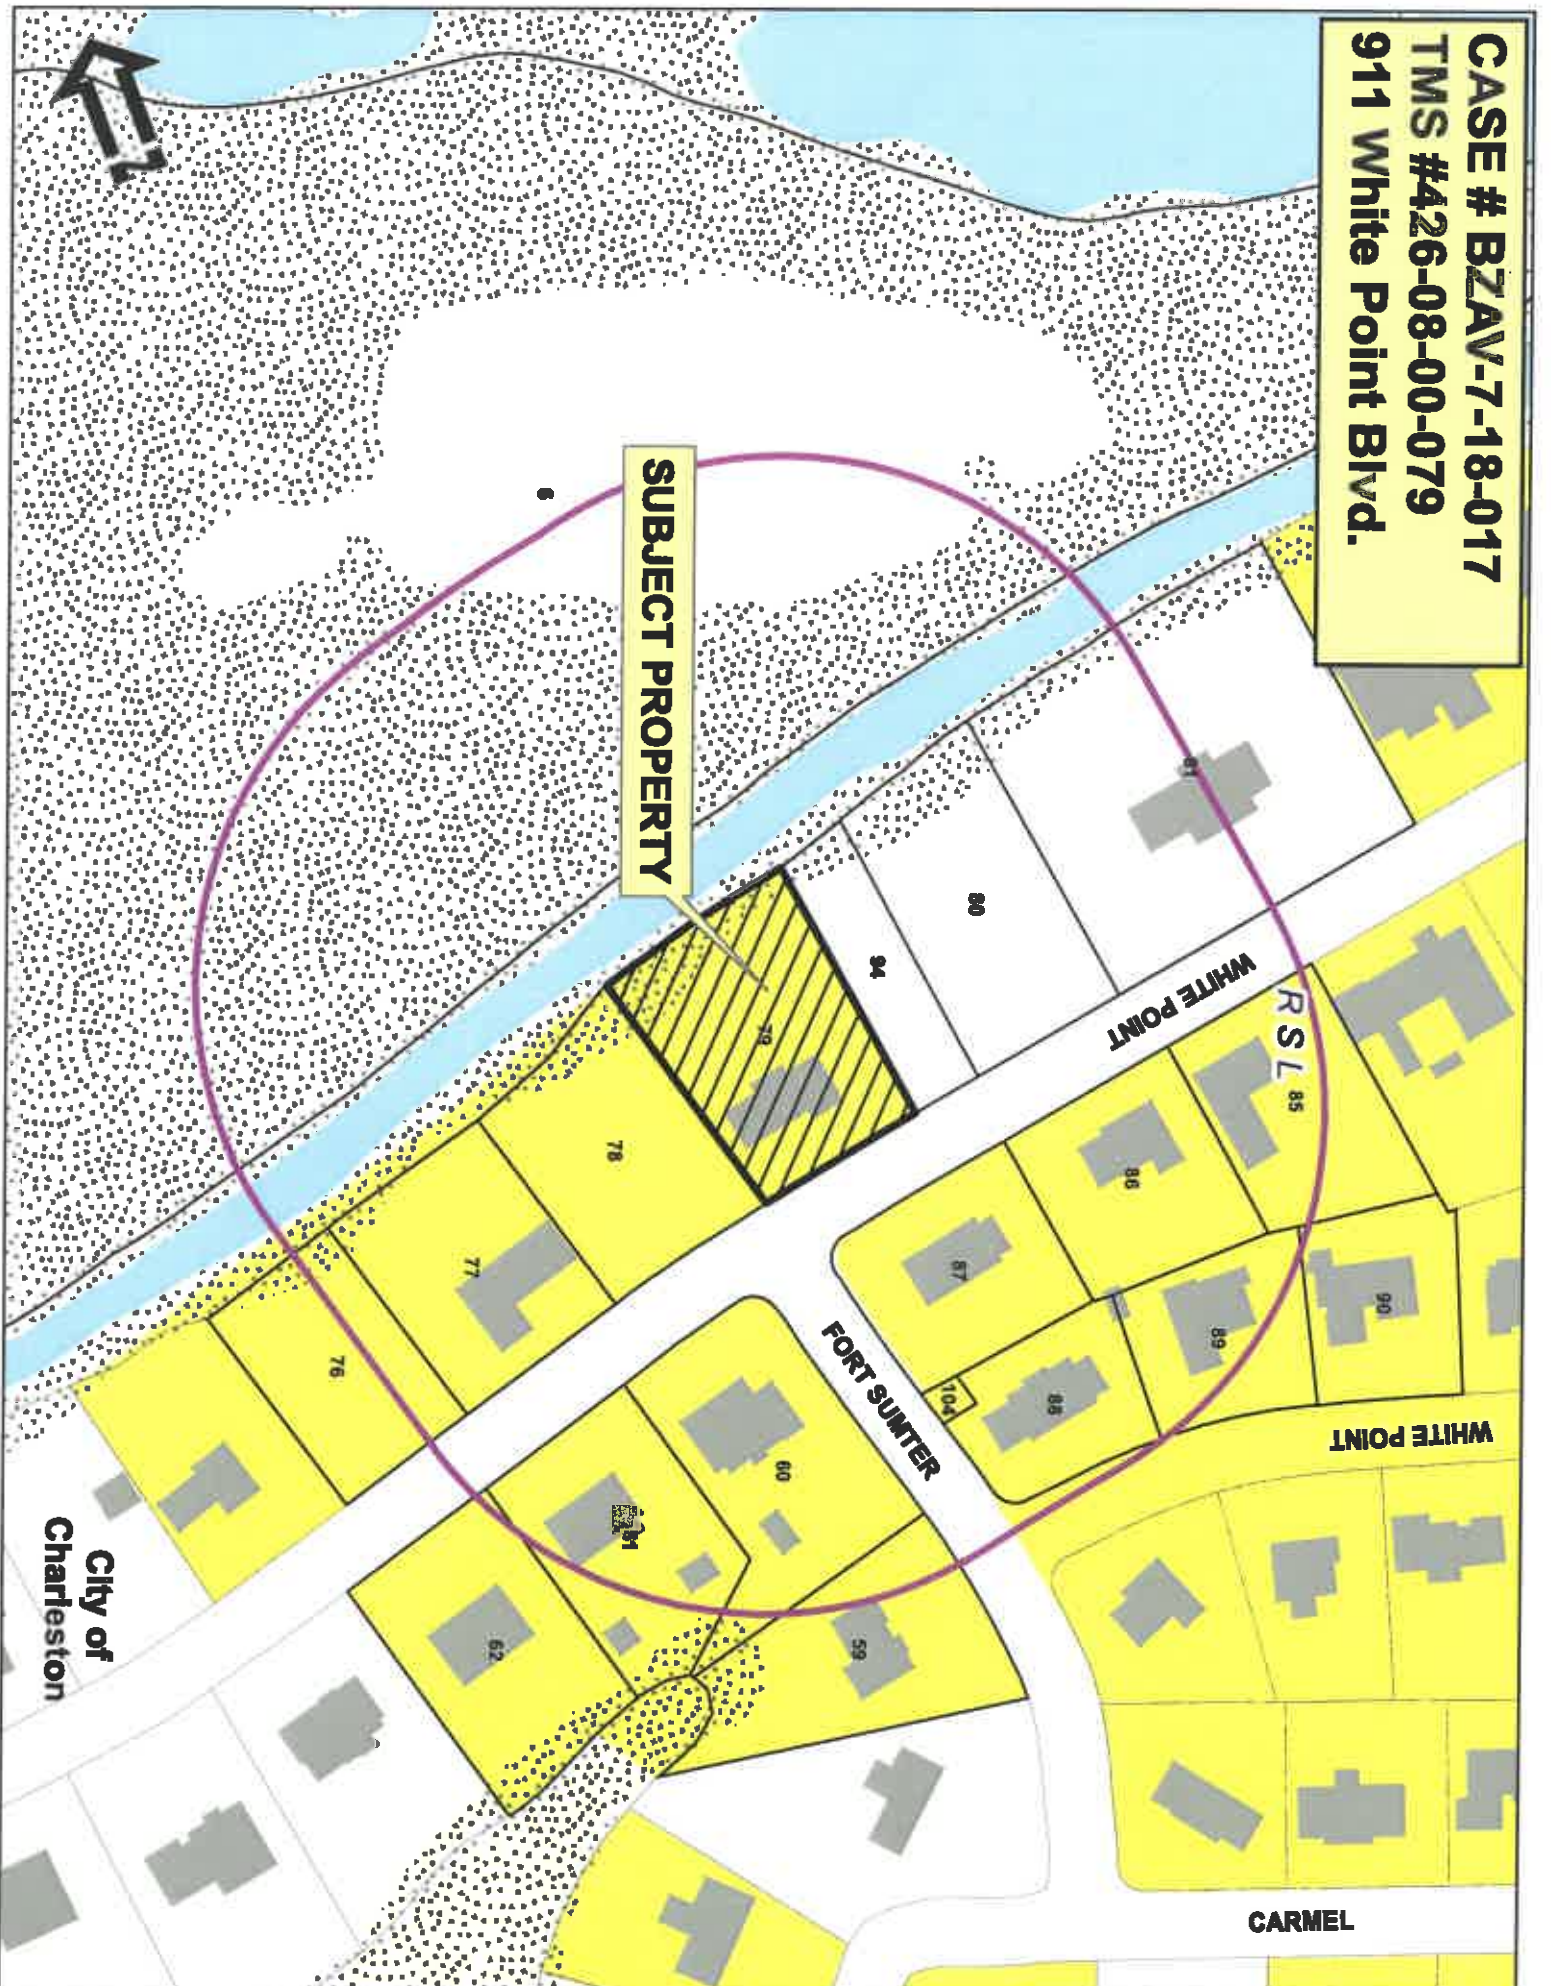 CASE # BZAV-7-18-017
TMS #426-08-00-079
911 White Point Blvd.
N
SUBJECT PROPERTY
6
81
80
94
79
78
77
76
WHITE POINT
RSL
85
86
87
88
89
90
104
FORT SUMTER
WHITE POINT
60
61
62
59
CARMEL
City of
Charleston